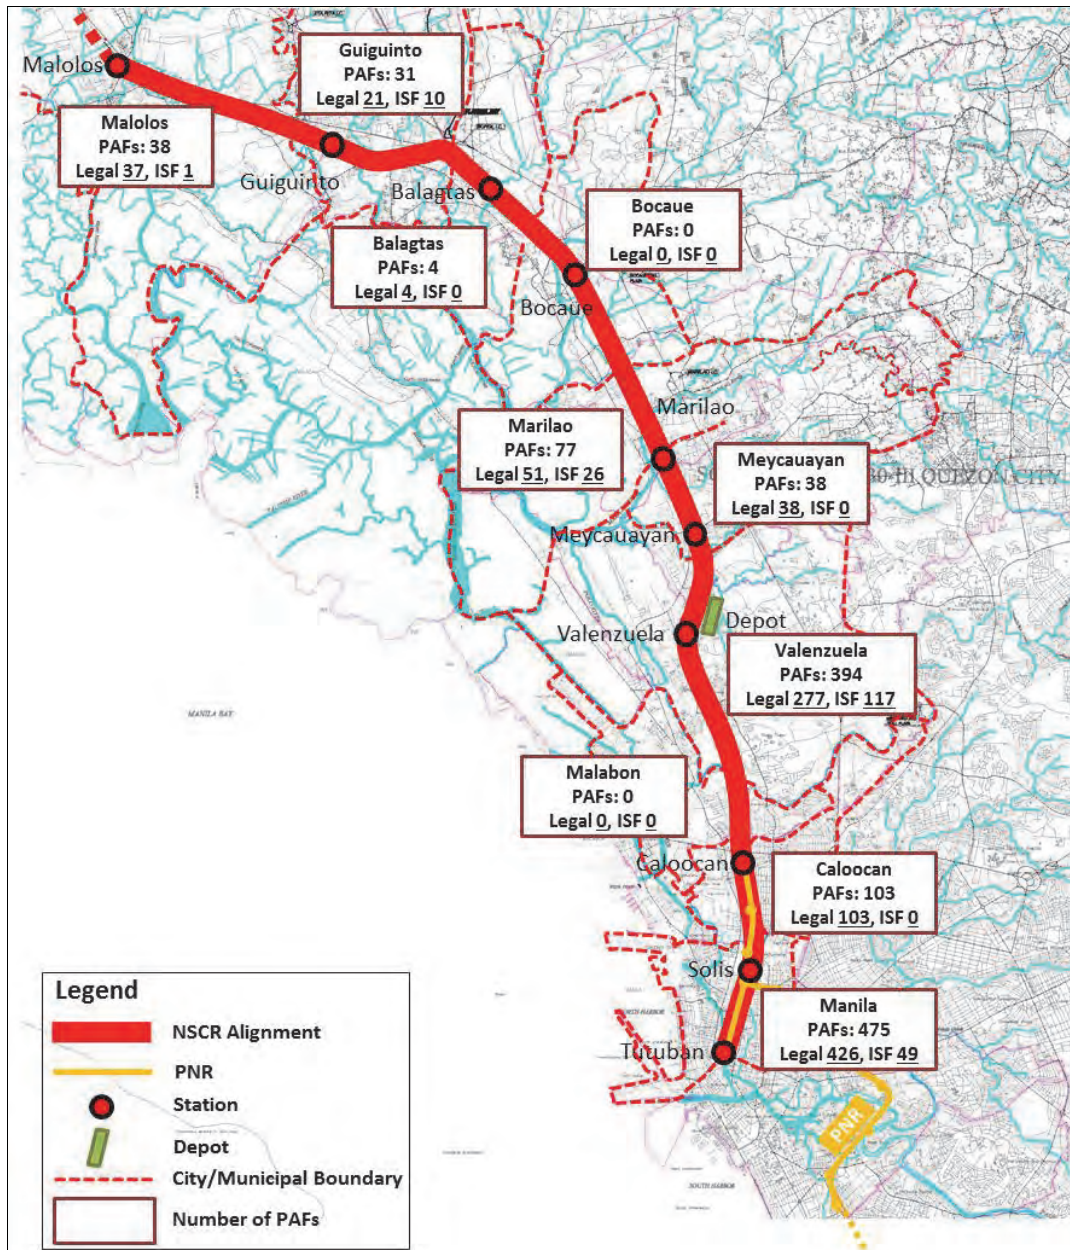 Malolos
Guiguinto
PAFs: 31
Legal 21, ISF 10
Malolos
PAFs: 38
Legal 37, ISF 1
Guiguinto
Balagtas
Balagtas
PAFs: 4
Legal 4, ISF 0
Bocaue
PAFs: 0
Legal 0, ISF 0
Bocaue
Marilao
Marilao
PAFs: 77
Legal 51, ISF 26
Meycauayan
PAFs: 38
Legal 38, ISF 0
QUEZON CITY
Meycauayan
Depot
Valenzuela
Valenzuela
PAFs: 394
Legal 277, ISF 117
MANILA BAY
Malabon
PAFs: 0
Legal 0, ISF 0
Caloocan
Caloocan
PAFs: 103
Legal 103, ISF 0
Solis
Manila
PAFs: 475
Legal 426, ISF 49
NORTH HARBOR
Tutuban
PNR
SOUTH HARBOR
Legend
NSCR Alignment
PNR
Station
Depot
City/Municipal Boundary
Number of PAFs